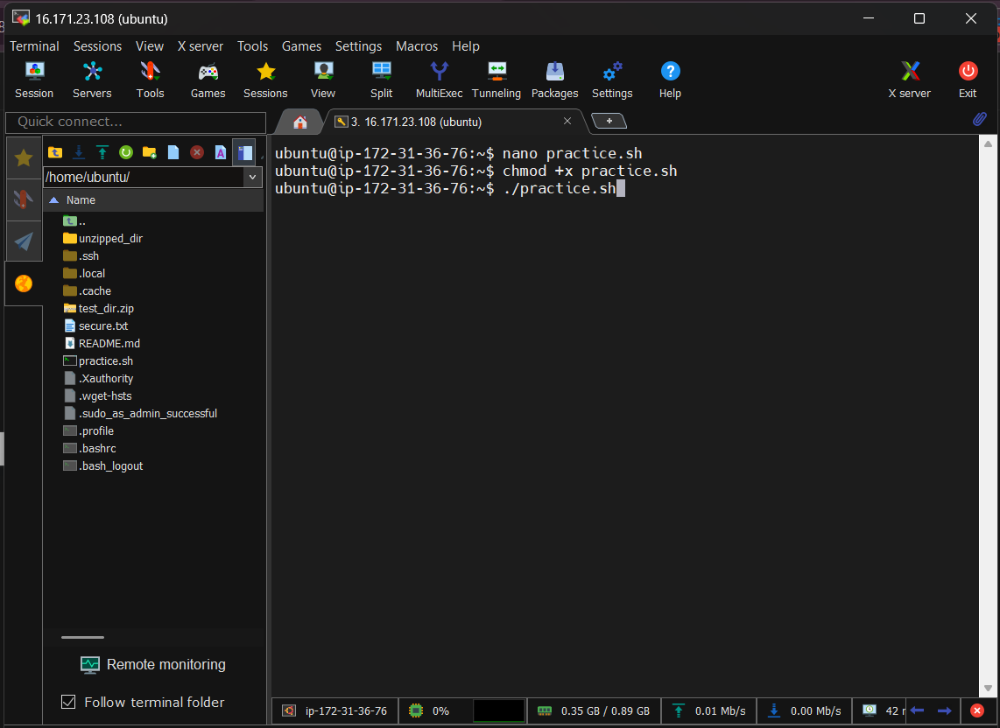 16.171.23.108 (ubuntu)
Terminal Sessions View X server Tools Games Settings Macros Help
Session Servers Tools Games Sessions View Split MultiExec Tunneling Packages Settings Help X server Exit
Quick connect...
3. 16.171.23.108 (ubuntu)
/home/ubuntu/
Name
..
unzipped_dir
.ssh
.local
.cache
test_dir.zip
secure.txt
README.md
practice.sh
.Xauthority
.wget-hsts
.sudo_as_admin_successful
.profile
.bashrc
.bash_logout
Remote monitoring
Follow terminal folder
ubuntu@ip-172-31-36-76:~$ nano practice.sh
ubuntu@ip-172-31-36-76:~$ chmod +x practice.sh
ubuntu@ip-172-31-36-76:~$ ./practice.sh
ip-172-31-36-76 0% 0.35 GB / 0.89 GB 0.01 Mb/s 0.00 Mb/s 42